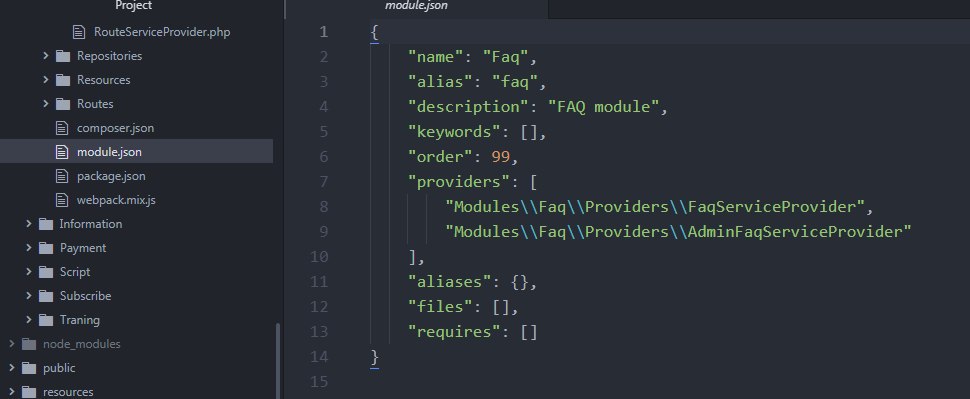 Project
RouteServiceProvider.php
Repositories
Resources
Routes
composer.json
module.json
package.json
webpack.mix.js
Information
Payment
Script
Subscribe
Traning
node_modules
public
resources
module.json
1 {
2 "name": "Faq",
3 "alias": "faq",
4 "description": "FAQ module",
5 "keywords": [],
6 "order": 99,
7 "providers": [
8 "Modules\\Faq\\Providers\\FaqServiceProvider",
9 "Modules\\Faq\\Providers\\AdminFaqServiceProvider"
10 ],
11 "aliases": {},
12 "files": [],
13 "requires": []
14 }
15